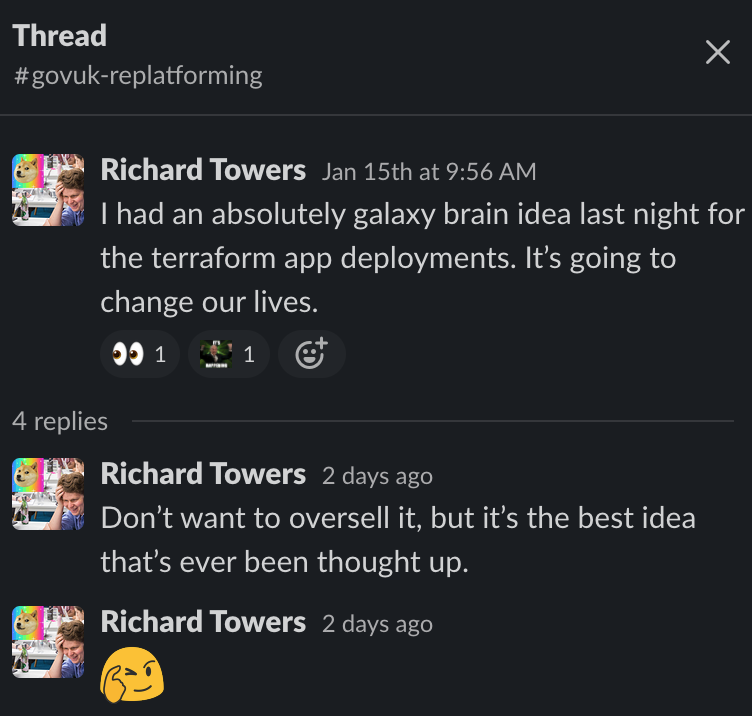 Thread
#govuk-replatforming
Richard Towers Jan 15th at 9:56 AM
I had an absolutely galaxy brain idea last night for
the terraform app deployments. It’s going to
change our lives.
1 1
4 replies
Richard Towers 2 days ago
Don’t want to oversell it, but it’s the best idea
that’s ever been thought up.
Richard Towers 2 days ago